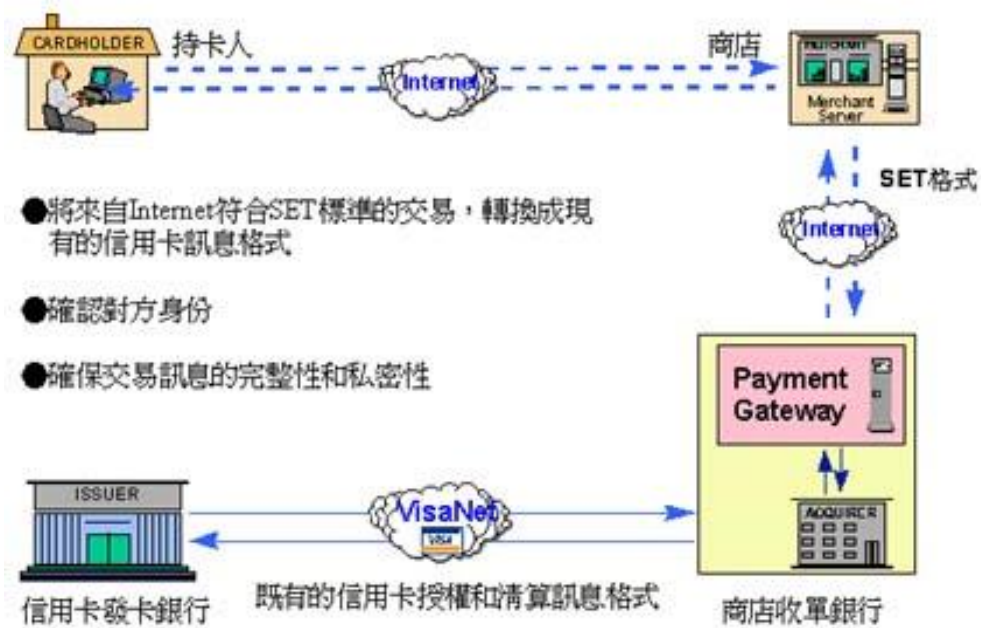 CARDHOLDER 持卡人
商店
Internet
MERCHANT
Merchant
Server
SET格式
Internet
●將來自Internet符合SET標準的交易，轉換成現
有的信用卡訊息格式
●確認對方身份
●確保交易訊息的完整性和私密性
Payment
Gateway
ISSUER
VisaNet
VISA
ACQUIRER
信用卡發卡銀行
既有的信用卡授權和清算訊息格式
商店收單銀行